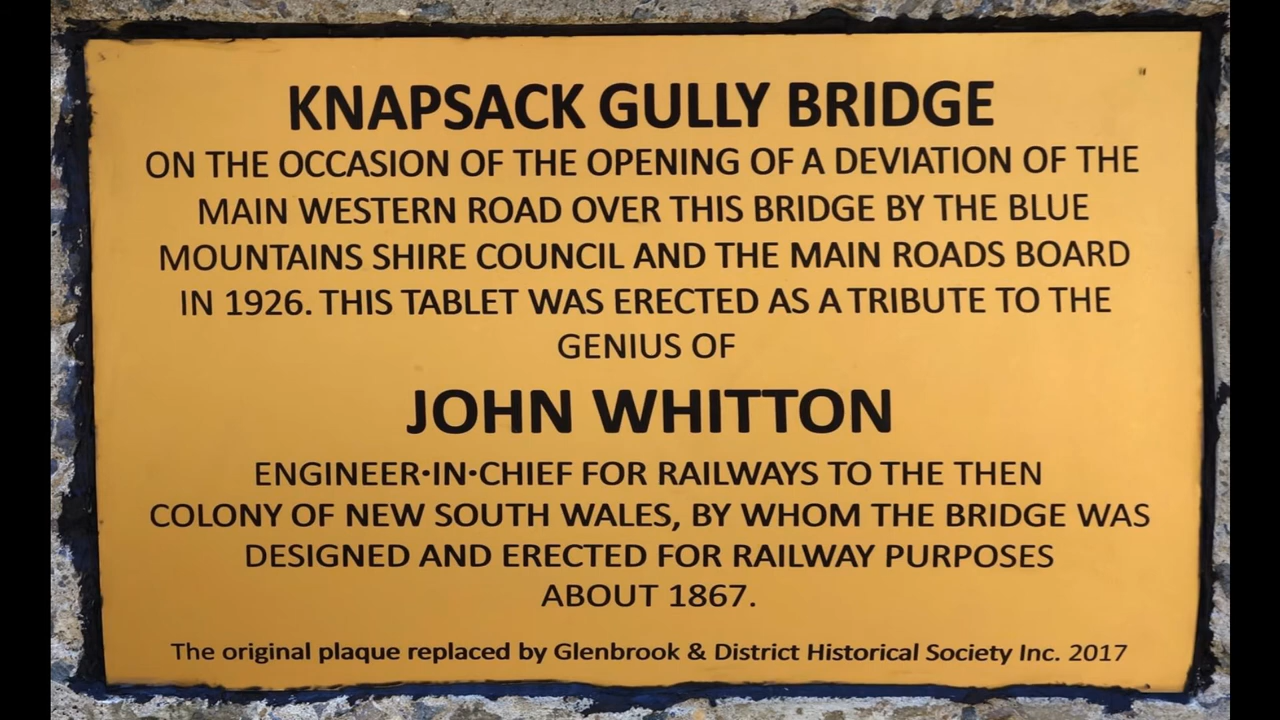 KNAPSACK GULLY BRIDGE
ON THE OCCASION OF THE OPENING OF A DEVIATION OF THE
MAIN WESTERN ROAD OVER THIS BRIDGE BY THE BLUE
MOUNTAINS SHIRE COUNCIL AND THE MAIN ROADS BOARD
IN 1926. THIS TABLET WAS ERECTED AS A TRIBUTE TO THE
GENIUS OF
JOHN WHITTON
ENGINEER·IN·CHIEF FOR RAILWAYS TO THE THEN
COLONY OF NEW SOUTH WALES, BY WHOM THE BRIDGE WAS
DESIGNED AND ERECTED FOR RAILWAY PURPOSES
ABOUT 1867.
The original plaque replaced by Glenbrook & District Historical Society Inc. 2017